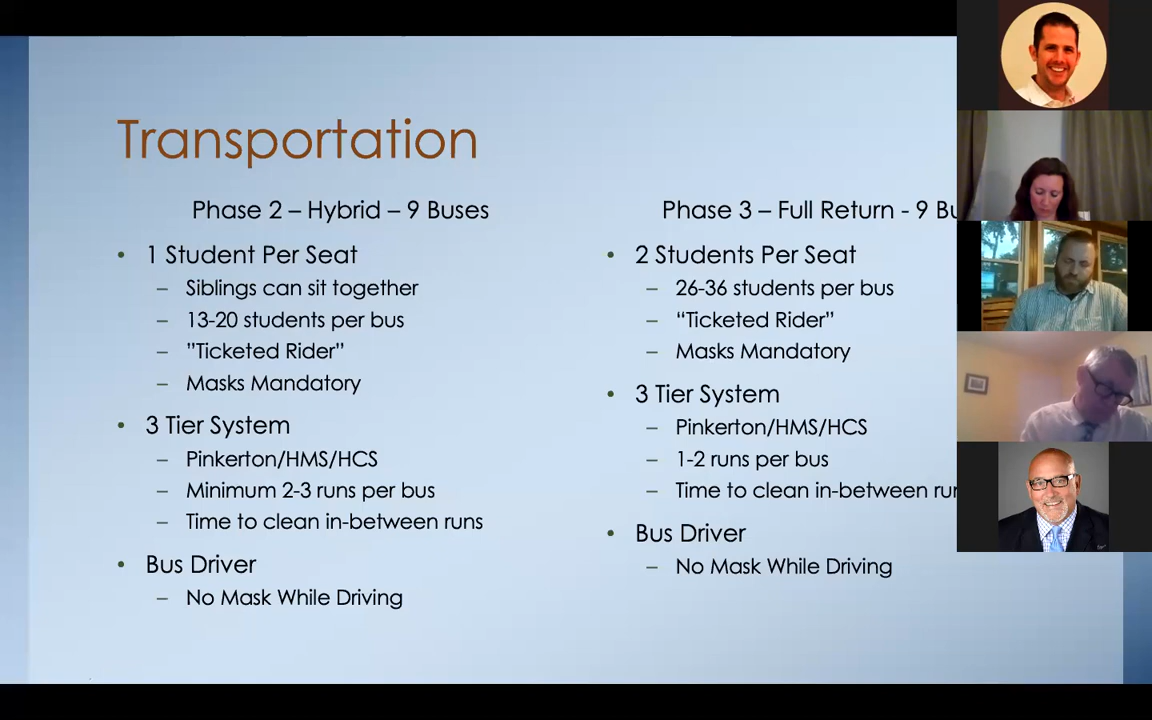 Transportation
Phase 2 – Hybrid – 9 Buses
• 1 Student Per Seat
– Siblings can sit together
– 13-20 students per bus
– ”Ticketed Rider”
– Masks Mandatory
• 3 Tier System
– Pinkerton/HMS/HCS
– Minimum 2-3 runs per bus
– Time to clean in-between runs
• Bus Driver
– No Mask While Driving
Phase 3 – Full Return - 9 Bu
• 2 Students Per Seat
– 26-36 students per bus
– “Ticketed Rider”
– Masks Mandatory
• 3 Tier System
– Pinkerton/HMS/HCS
– 1-2 runs per bus
– Time to clean in-between ru
• Bus Driver
– No Mask While Driving